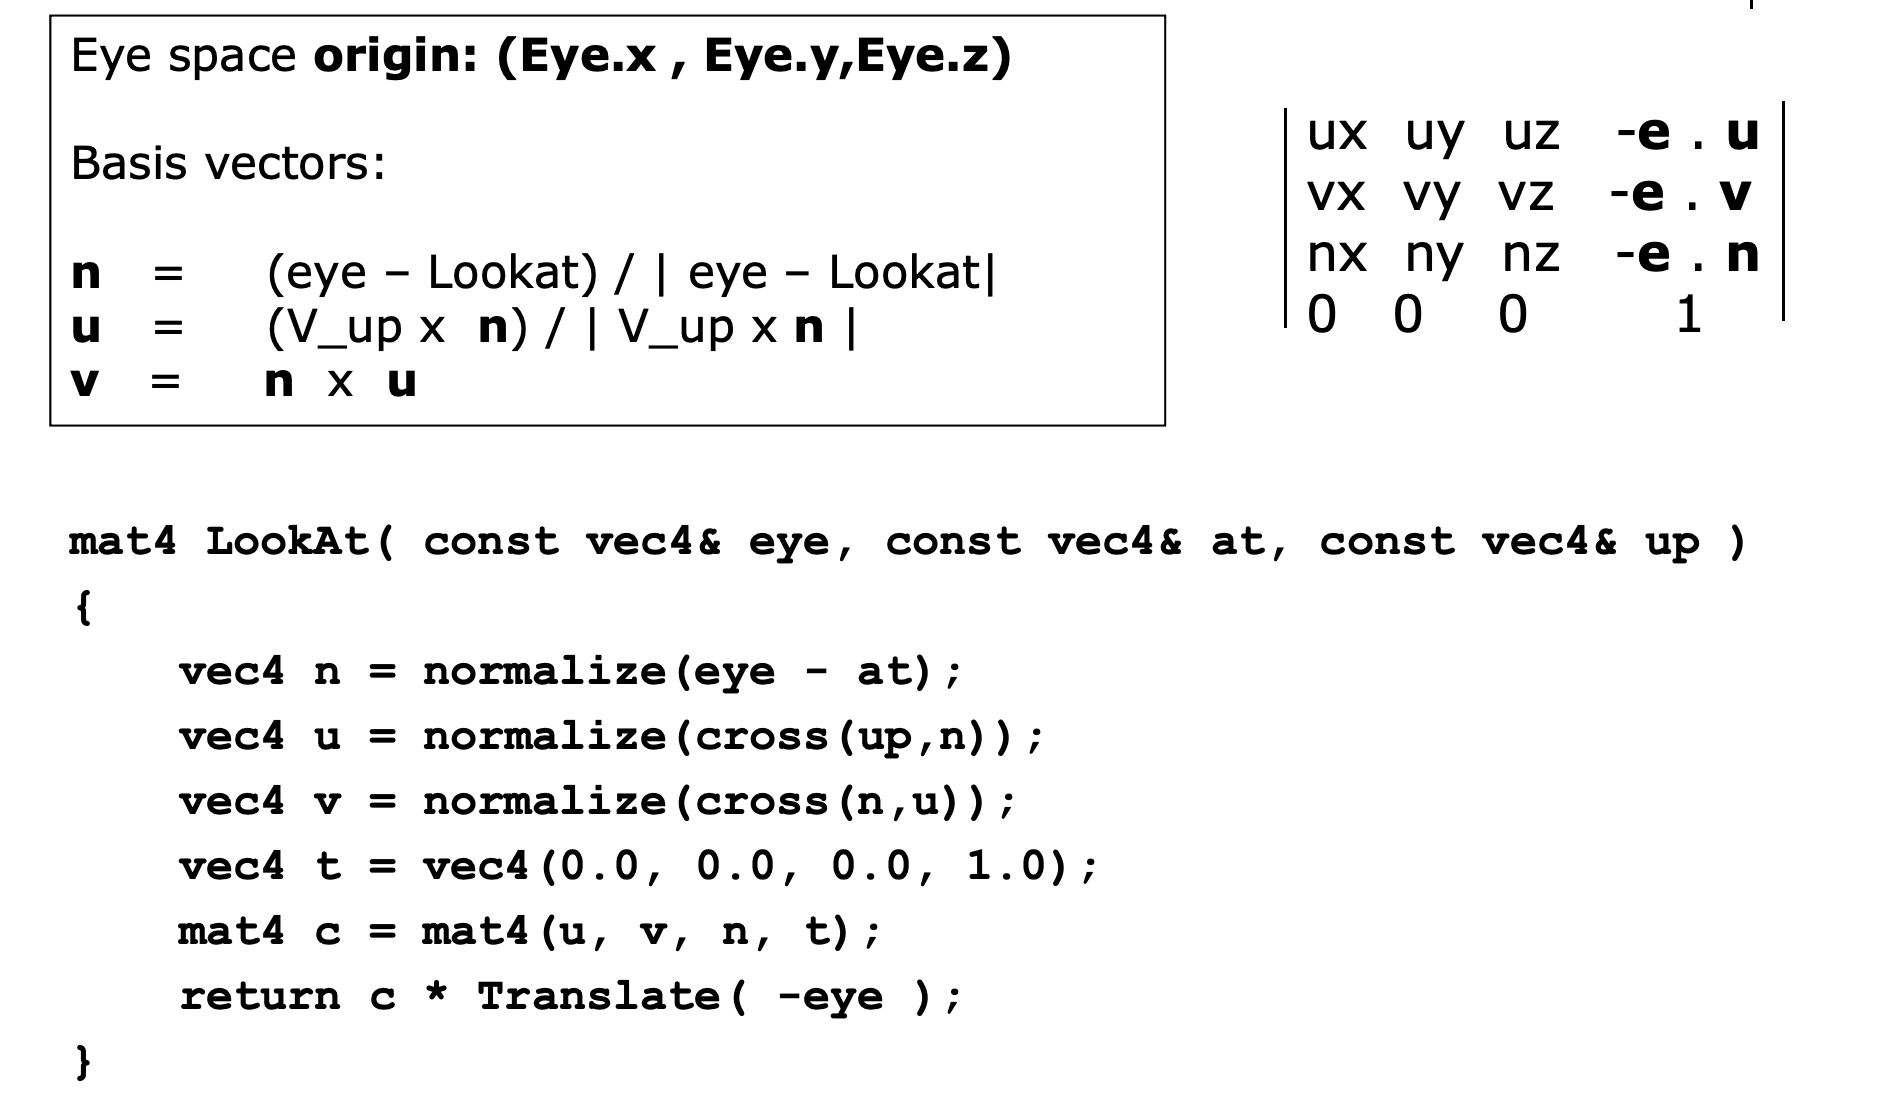 Eye space origin: (Eye.x , Eye.y,Eye.z)
Basis vectors:
n = (eye – Lookat) / | eye – Lookat|
u = (V_up x n) / | V_up x n |
v = n x u
ux uy uz -e . u
vx vy vz -e . v
nx ny nz -e . n
0 0 0 1
mat4 LookAt( const vec4& eye, const vec4& at, const vec4& up )
{
vec4 n = normalize(eye - at);
vec4 u = normalize(cross(up,n));
vec4 v = normalize(cross(n,u));
vec4 t = vec4(0.0, 0.0, 0.0, 1.0);
mat4 c = mat4(u, v, n, t);
return c * Translate( -eye );
}